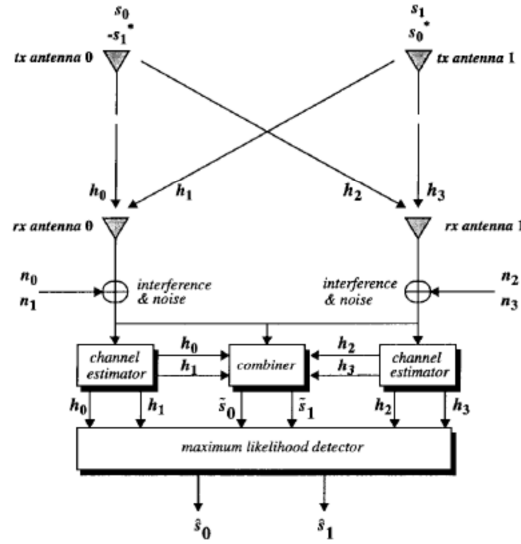 s0 s1
-s1* s0*
tx antenna 0 tx antenna 1
h0 h1 h2 h3
rx antenna 0 rx antenna 1
n0 interference interference n2
n1 & noise & noise n3
channel estimator h0 h1 combiner h2 h3 channel estimator
h0 h1 s̃0 s̃1 h2 h3
maximum likelihood detector
ŝ0 ŝ1